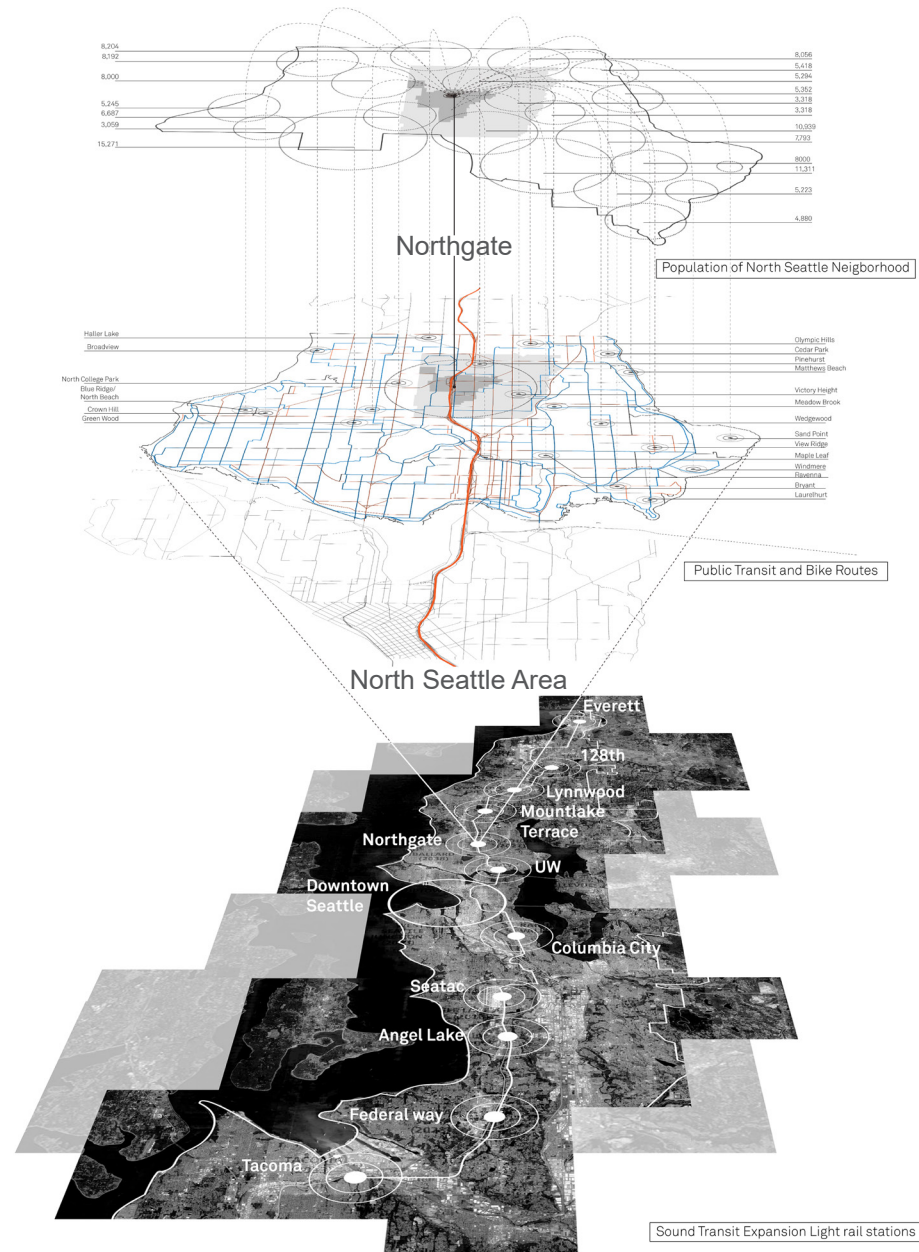 8,204
8,192
8,000
5,245
6,687
3,059
15,271
8,056
5,418
5,294
5,352
3,318
3,318
10,939
7,793
8000
11,311
5,223
4,880
Northgate
Population of North Seattle Neigborhood
Haller Lake
Broadview
North College Park
Blue Ridge/
North Beach
Crown Hill
Green Wood
Olympic Hills
Cedar Park
Pinehurst
Matthews Beach
Victory Height
Meadow Brook
Wedgewood
Sand Point
View Ridge
Maple Leaf
Windmere
Ravenna
Bryant
Laurelhurt
Public Transit and Bike Routes
North Seattle Area
Everett
128th
Lynnwood
Mountlake
Terrace
Northgate
UW
Downtown
Seattle
Columbia City
Seatac
Angel Lake
Federal way
Tacoma
Sound Transit Expansion Light rail stations